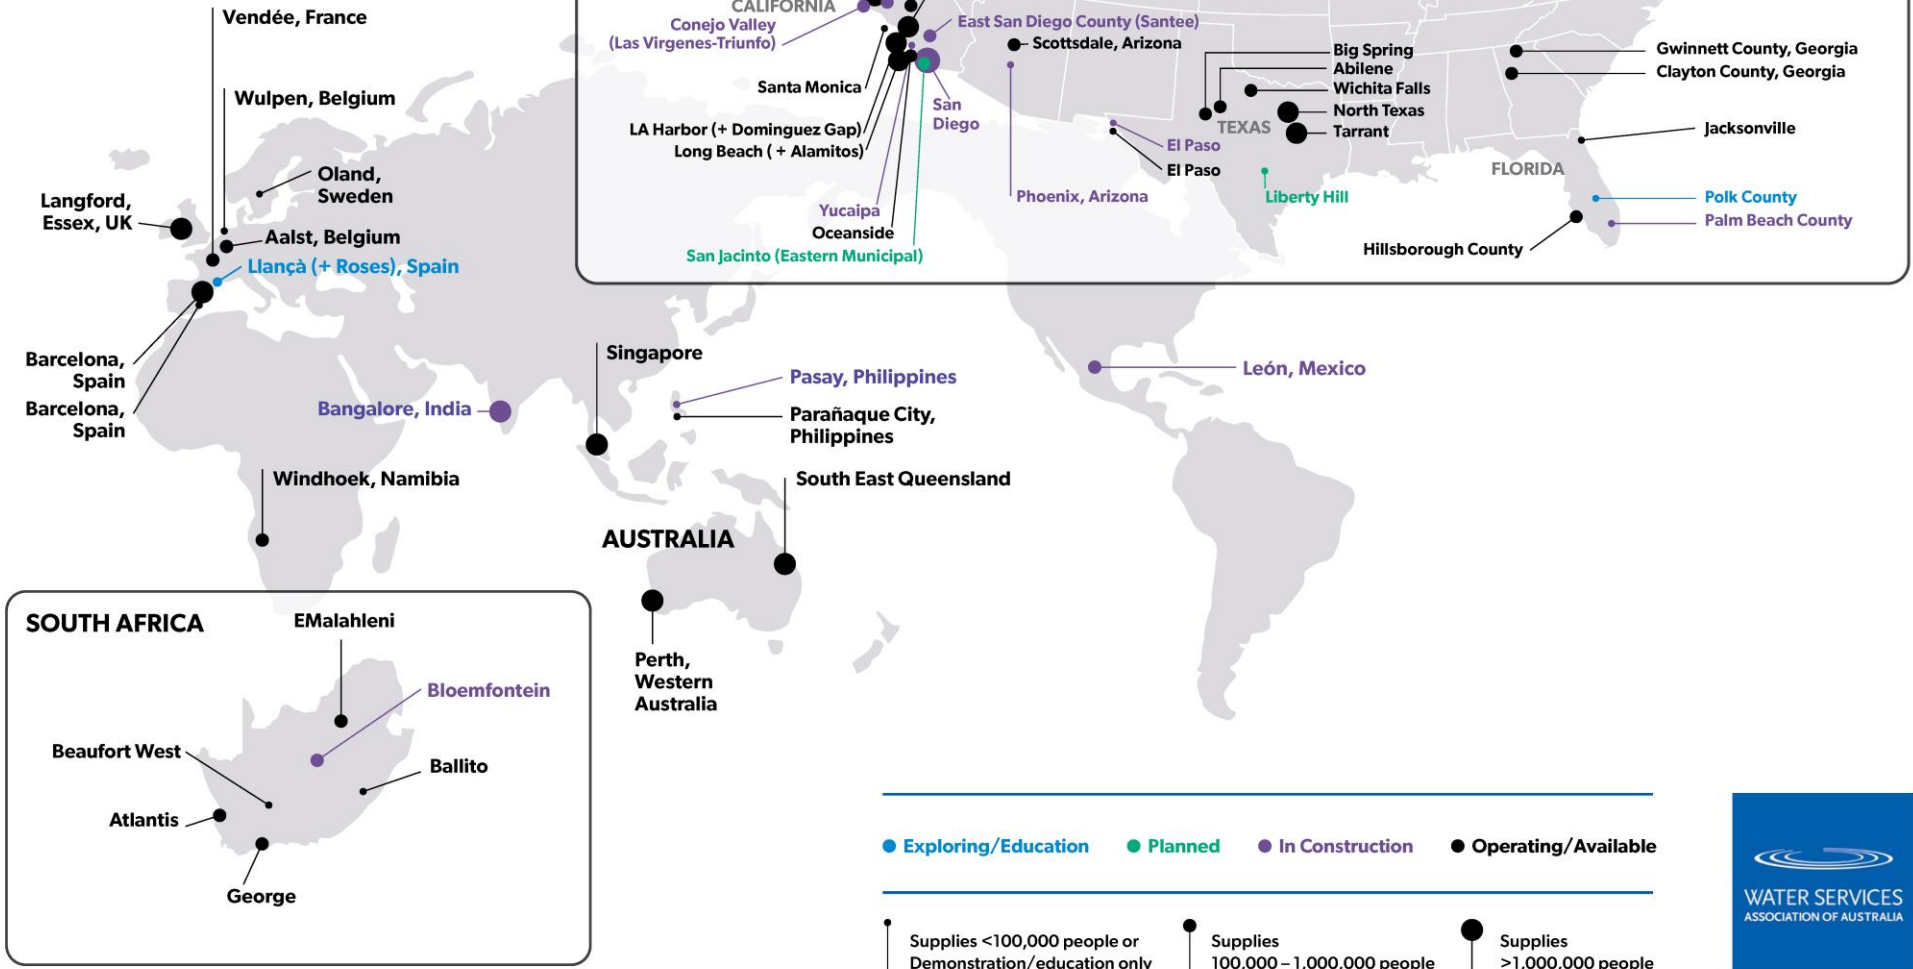 Vendée, France
CALIFORNIA
Conejo Valley
(Las Virgenes-Triunfo)
East San Diego County (Santee)
Scottsdale, Arizona
Big Spring
Abilene
Wichita Falls
North Texas
Tarrant
TEXAS
Gwinnett County, Georgia
Clayton County, Georgia
Santa Monica
Wulpen, Belgium
San
Diego
LA Harbor (+ Dominguez Gap)
Long Beach ( + Alamitos)
Jacksonville
El Paso
El Paso
FLORIDA
Oland,
Sweden
Langford,
Essex, UK
Phoenix, Arizona
Liberty Hill
Polk County
Palm Beach County
Yucaipa
Oceanside
San Jacinto (Eastern Municipal)
Hillsborough County
Aalst, Belgium
Llançà (+ Roses), Spain
Barcelona,
Spain
Barcelona,
Spain
Singapore
Pasay, Philippines
Parañaque City,
Philippines
León, Mexico
Bangalore, India
Windhoek, Namibia
South East Queensland
AUSTRALIA
Perth,
Western
Australia
SOUTH AFRICA
EMalahleni
Bloemfontein
Beaufort West
Ballito
Atlantis
George
Exploring/Education
Planned
In Construction
Operating/Available
Supplies <100,000 people or
Demonstration/education only
Supplies
100,000 – 1,000,000 people
Supplies
>1,000,000 people
WATER SERVICES
ASSOCIATION OF AUSTRALIA